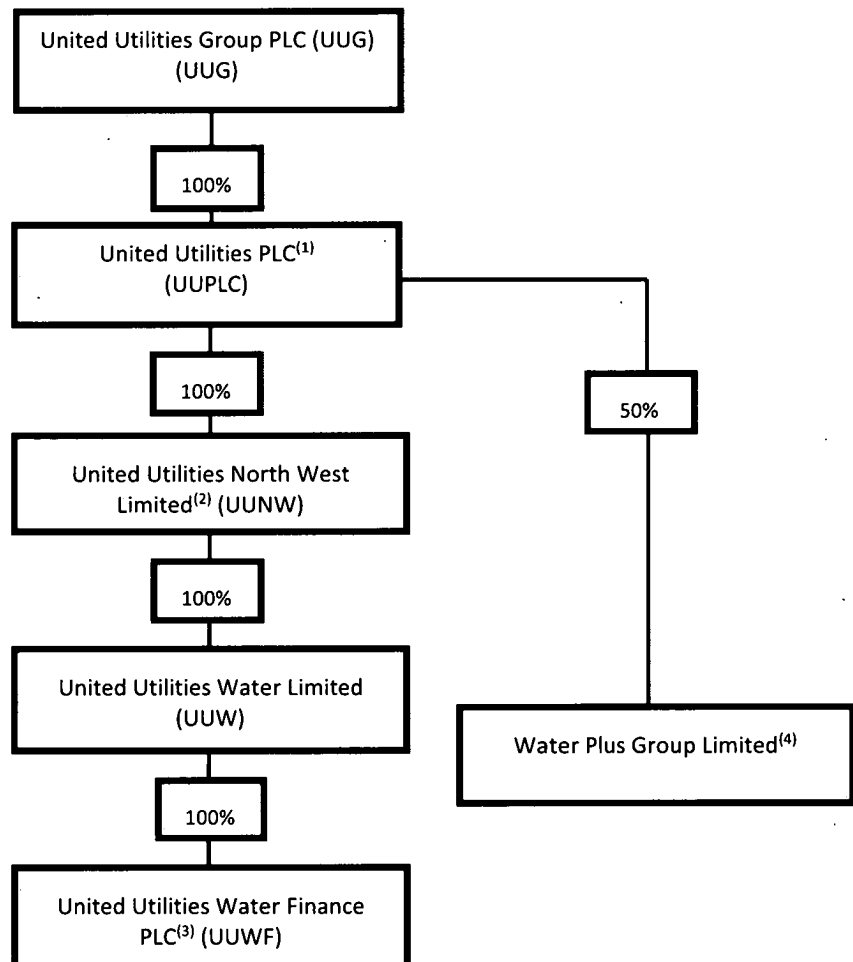 United Utilities Group PLC (UUG)
(UUG)
100%
United Utilities PLC(1)
(UUPLC)
100%
50%
United Utilities North West
Limited(2) (UUNW)
100%
United Utilities Water Limited
(UUW)
Water Plus Group Limited(4)
100%
United Utilities Water Finance
PLC(3) (UUWF)